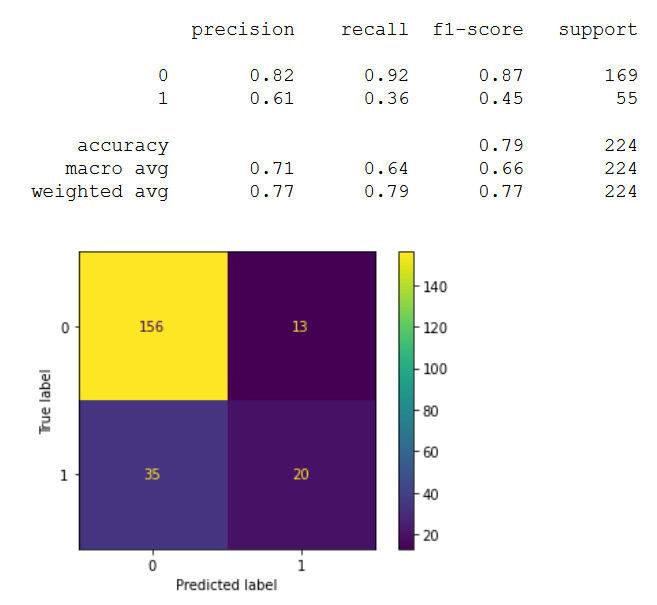 precision recall f1-score support
0 0.82 0.92 0.87 169
1 0.61 0.36 0.45 55
accuracy 0.79 224
macro avg 0.71 0.64 0.66 224
weighted avg 0.77 0.79 0.77 224
140
120
100
80
60
40
20
True label
0
156 13
1
35 20
0 1
Predicted label